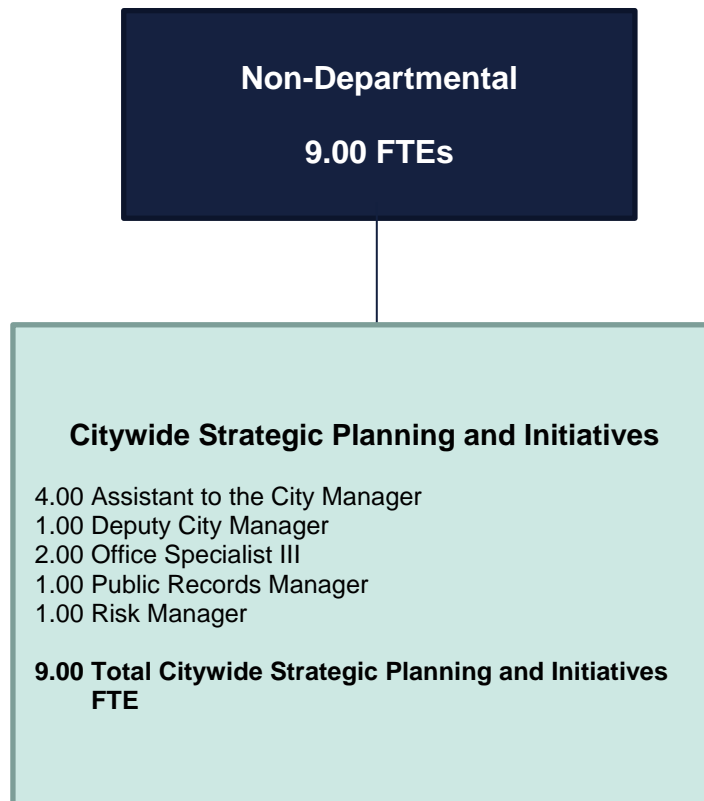 Non-Departmental
9.00 FTEs
Citywide Strategic Planning and Initiatives
4.00 Assistant to the City Manager
1.00 Deputy City Manager
2.00 Office Specialist III
1.00 Public Records Manager
1.00 Risk Manager
9.00 Total Citywide Strategic Planning and Initiatives
FTE